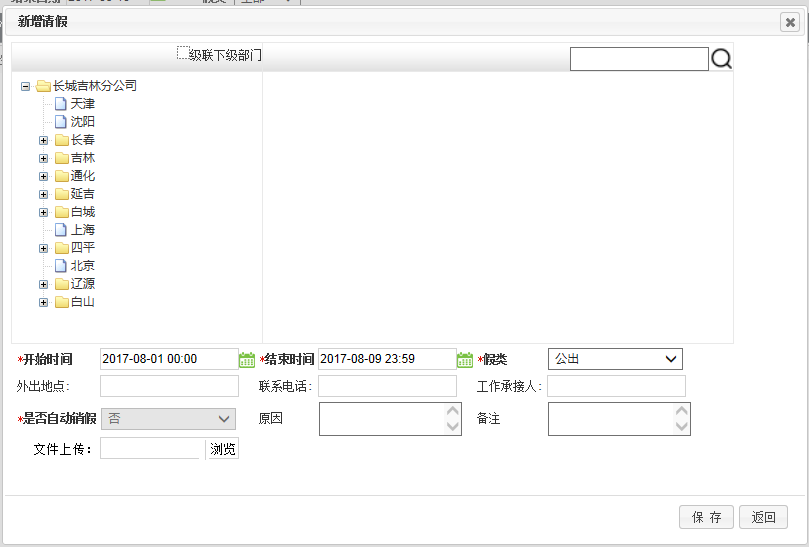 新增请假
级联下级部门
长城吉林分公司
天津
沈阳
长春
吉林
通化
延吉
白城
上海
四平
北京
辽源
白山
*开始时间 2017-08-01 00:00 *结束时间 2017-08-09 23:59 *假类 公出
外出地点: 联系电话: 工作承接人:
*是否自动销假 否 原因 备注
文件上传: 浏览
保 存 返回